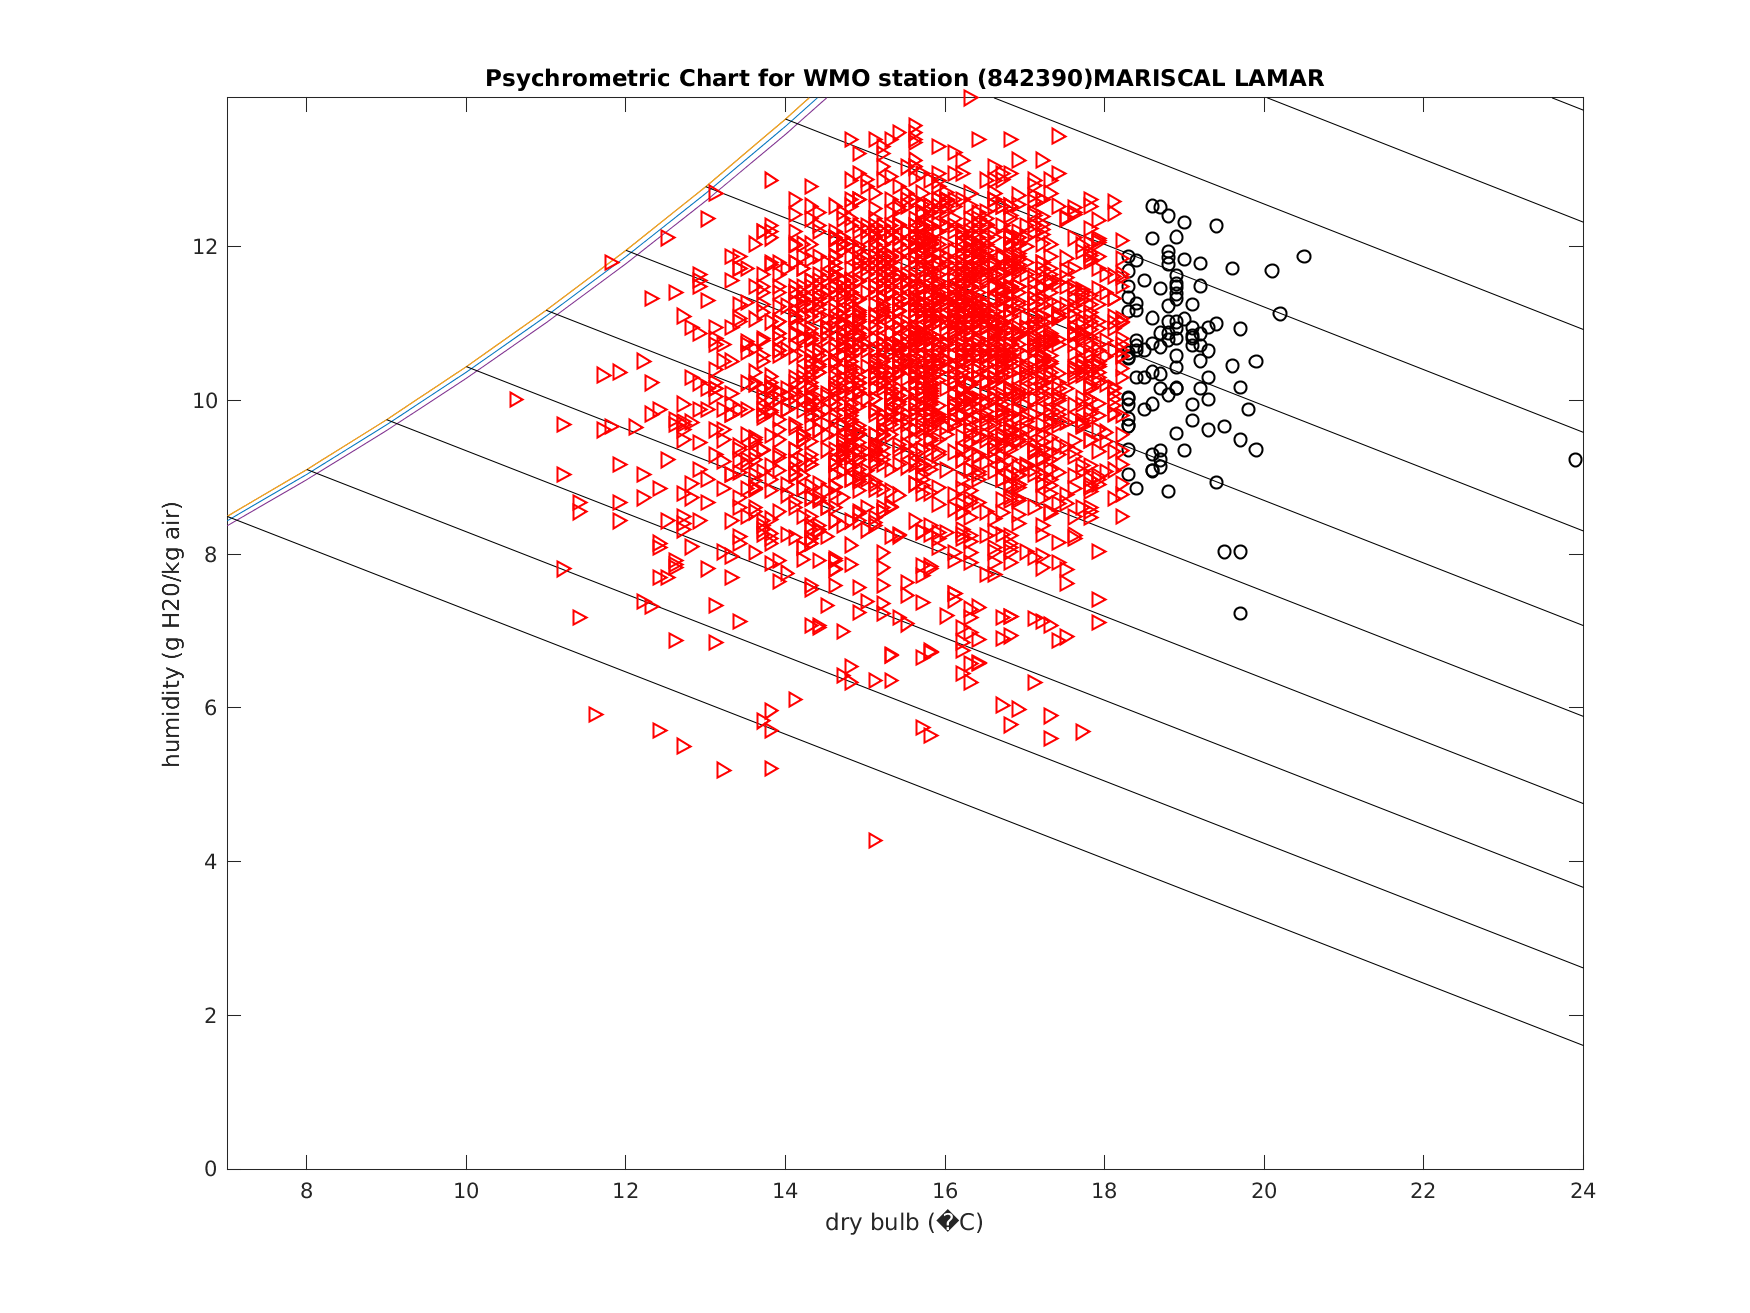 Psychrometric Chart for WMO station (842390)MARISCAL LAMAR
humidity (g H20/kg air)
12
10
8
6
4
2
0
8 10 12 14 16 18 20 22 24
dry bulb (�C)